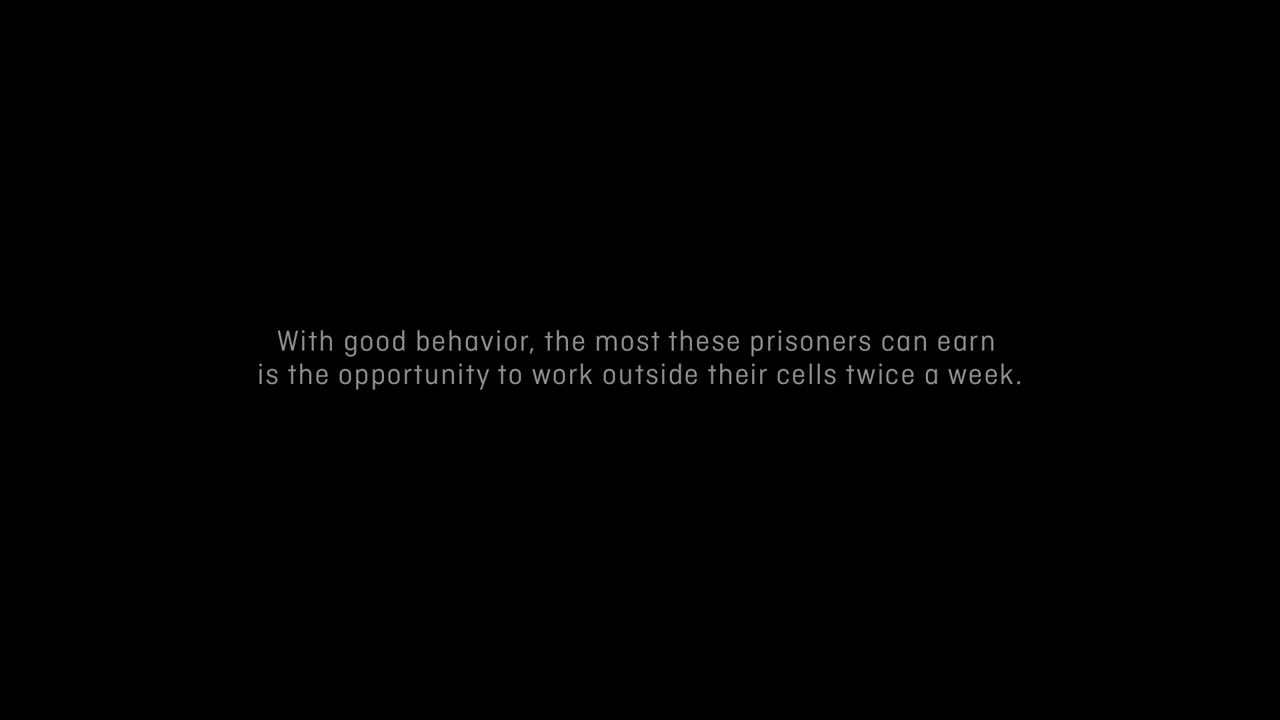 With good behavior, the most these prisoners can earn
is the opportunity to work outside their cells twice a week.